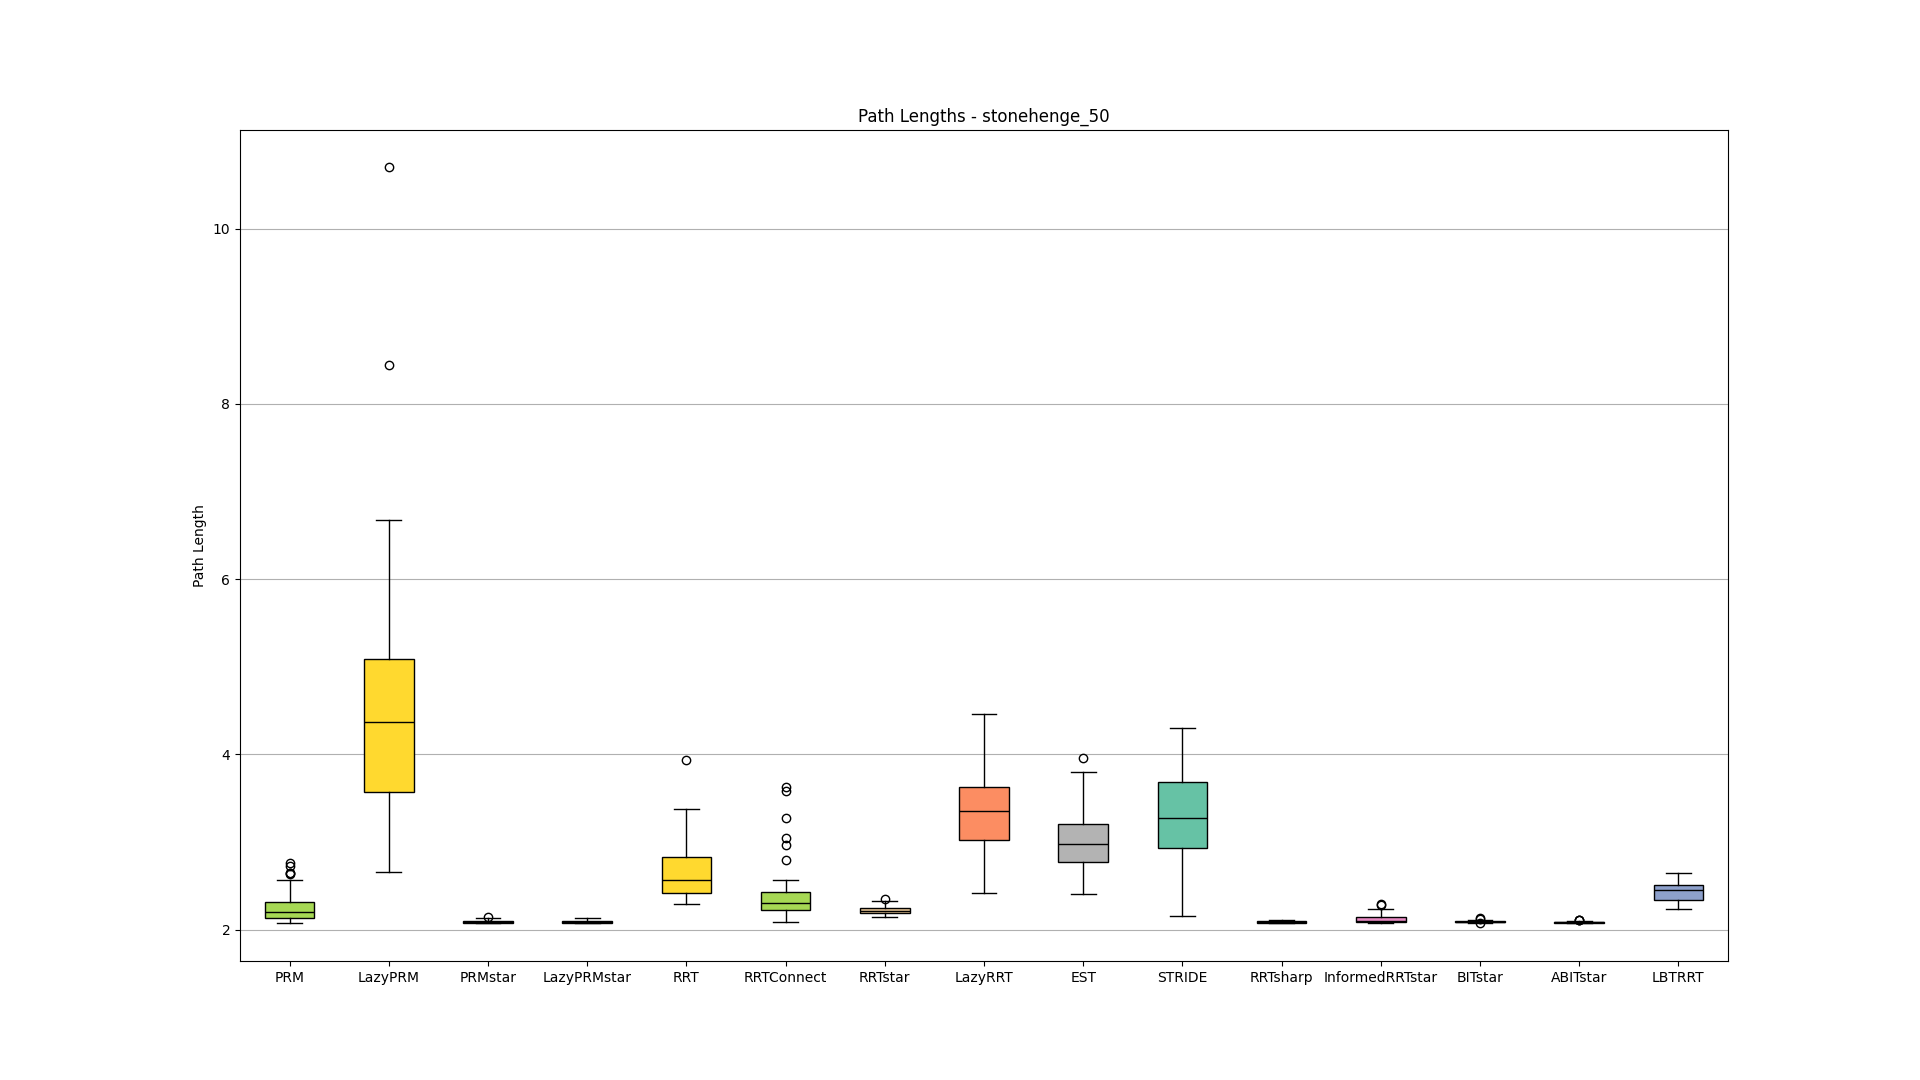 Path Lengths - stonehenge_50
Path Length
10
8
6
4
2
PRM LazyPRM PRMstar LazyPRMstar RRT RRTConnect RRTstar LazyRRT EST STRIDE RRTsharp InformedRRTstar BITstar ABITstar LBTRRT